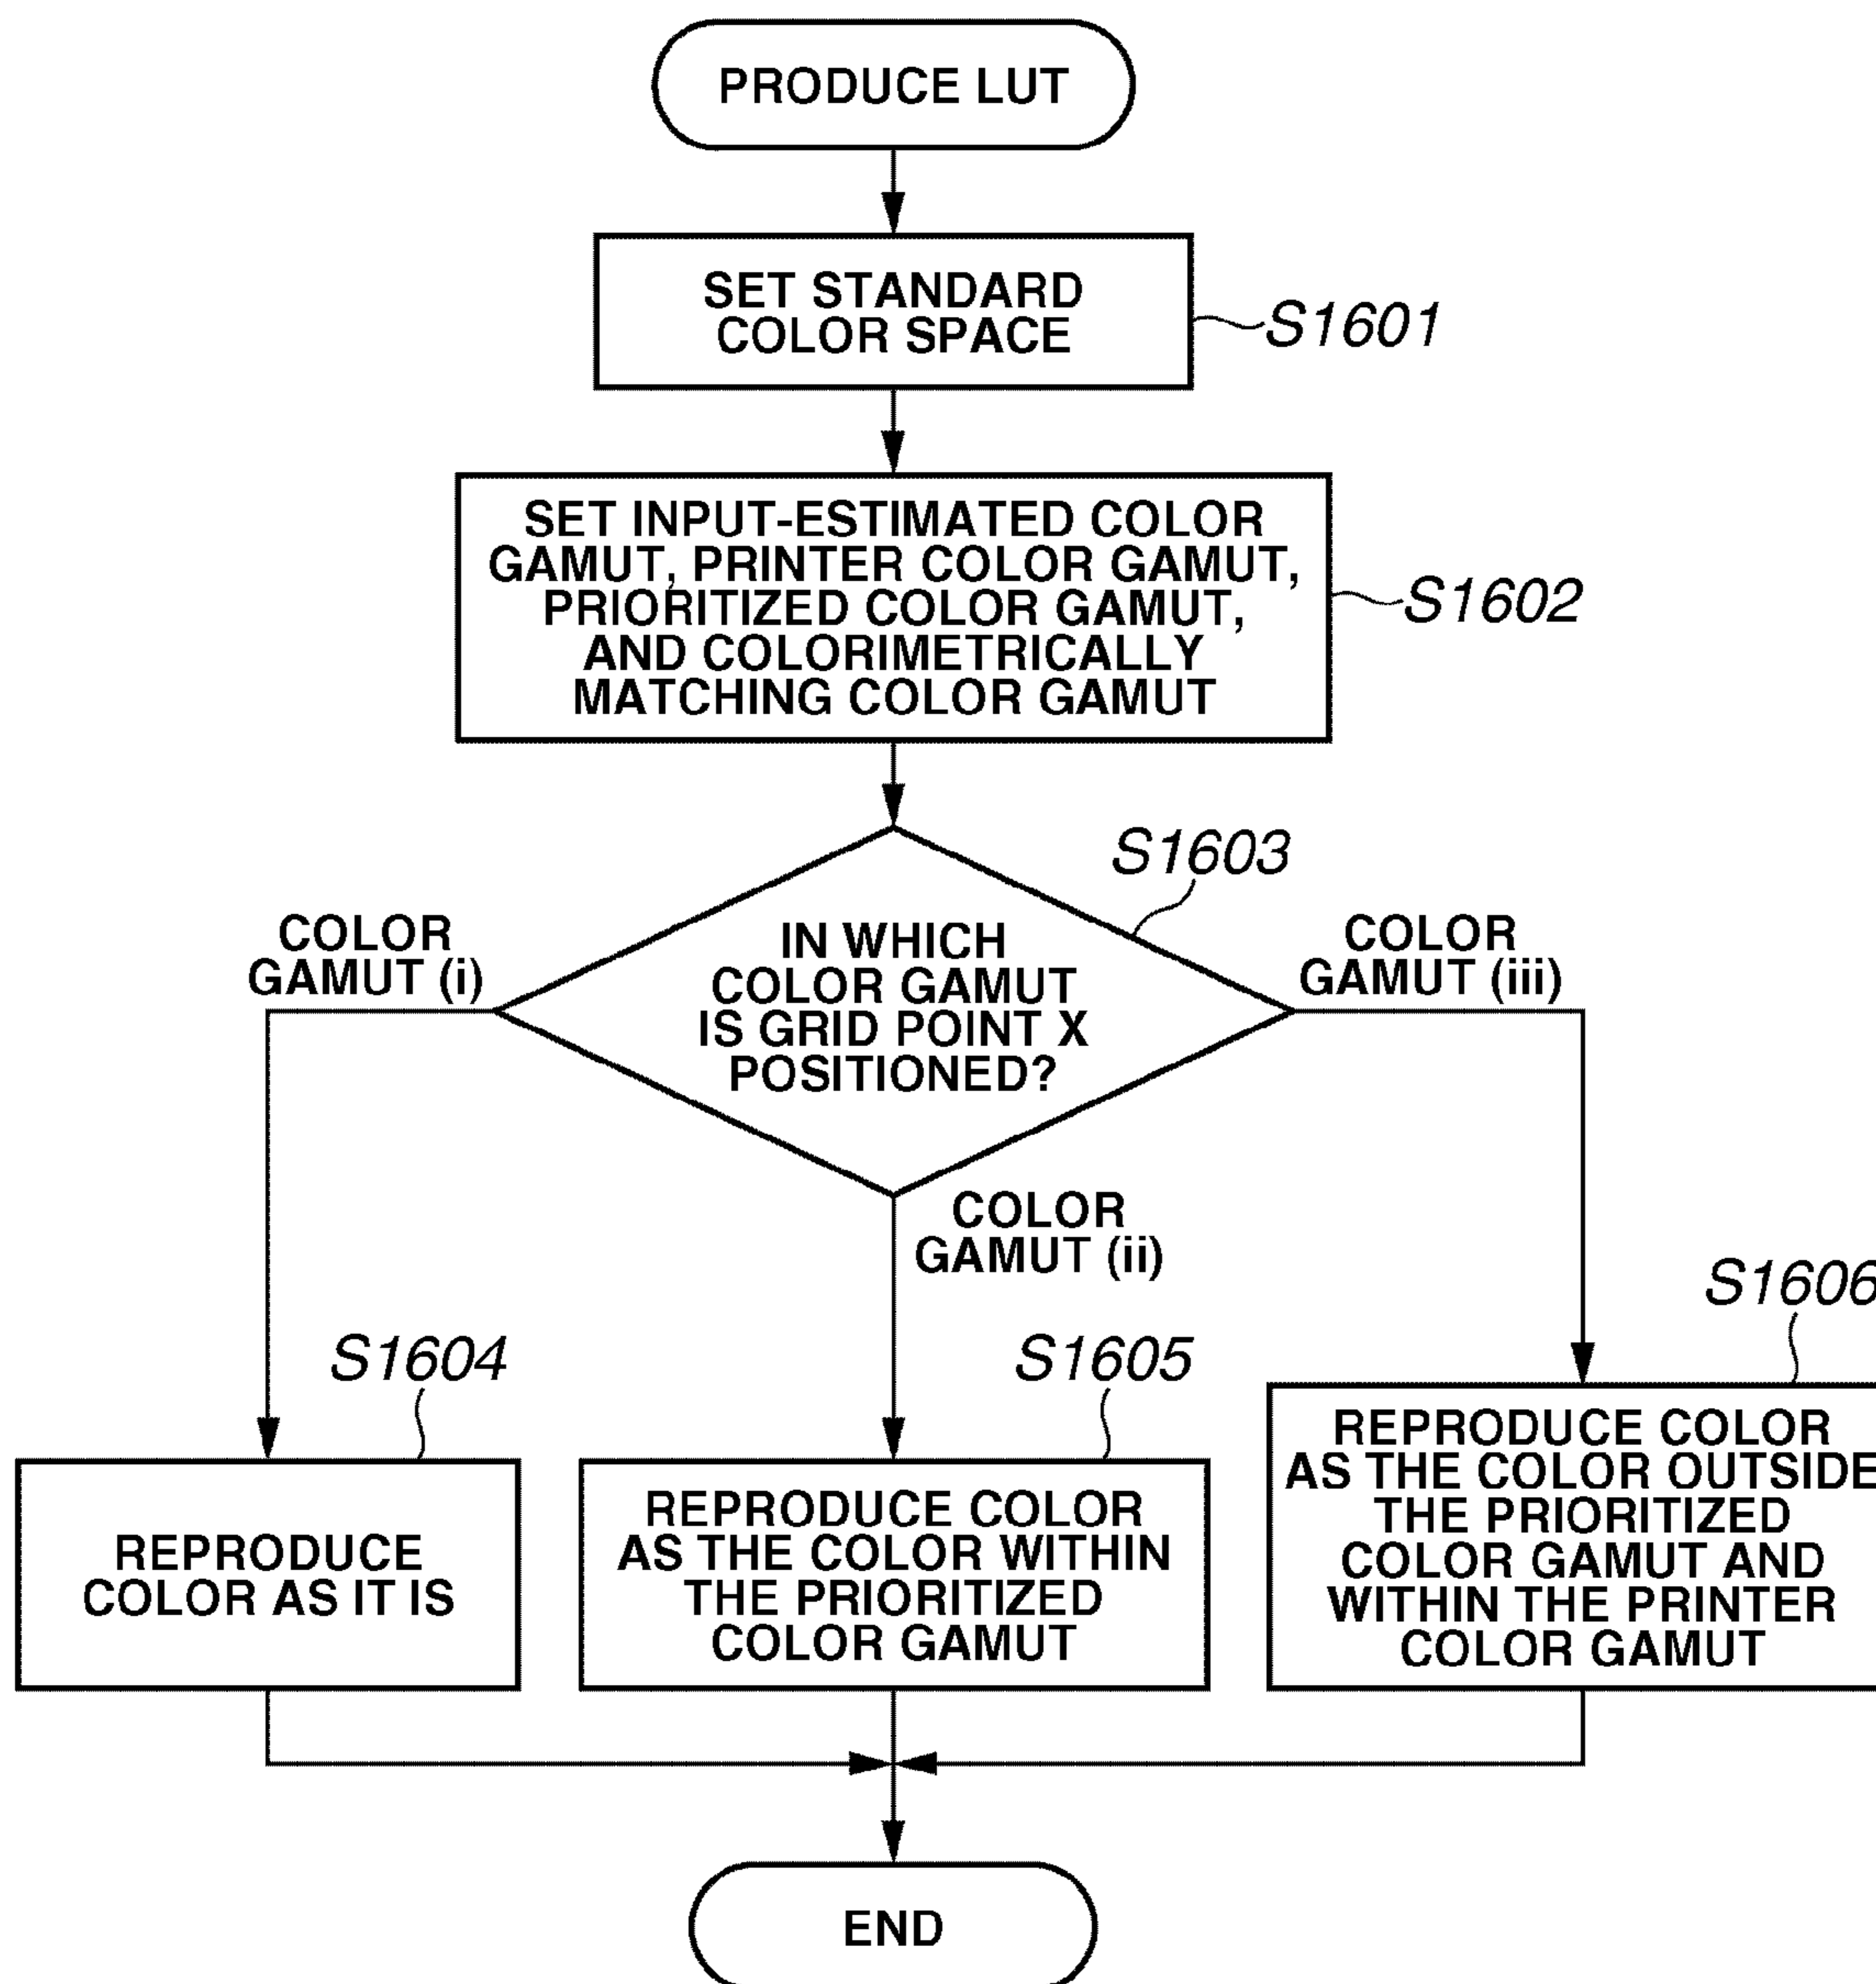 PRODUCE LUT
SET STANDARD
COLOR SPACE
S1601
SET INPUT-ESTIMATED COLOR
GAMUT, PRINTER COLOR GAMUT,
PRIORITIZED COLOR GAMUT,
AND COLORIMETRICALLY
MATCHING COLOR GAMUT
S1602
S1603
IN WHICH
COLOR GAMUT
IS GRID POINT X
POSITIONED?
COLOR
GAMUT (i)
COLOR
GAMUT (iii)
COLOR
GAMUT (ii)
S1604
REPRODUCE
COLOR AS IT IS
S1605
REPRODUCE COLOR
AS THE COLOR WITHIN
THE PRIORITIZED
COLOR GAMUT
S1606
REPRODUCE COLOR
AS THE COLOR OUTSIDE
THE PRIORITIZED
COLOR GAMUT AND
WITHIN THE PRINTER
COLOR GAMUT
END